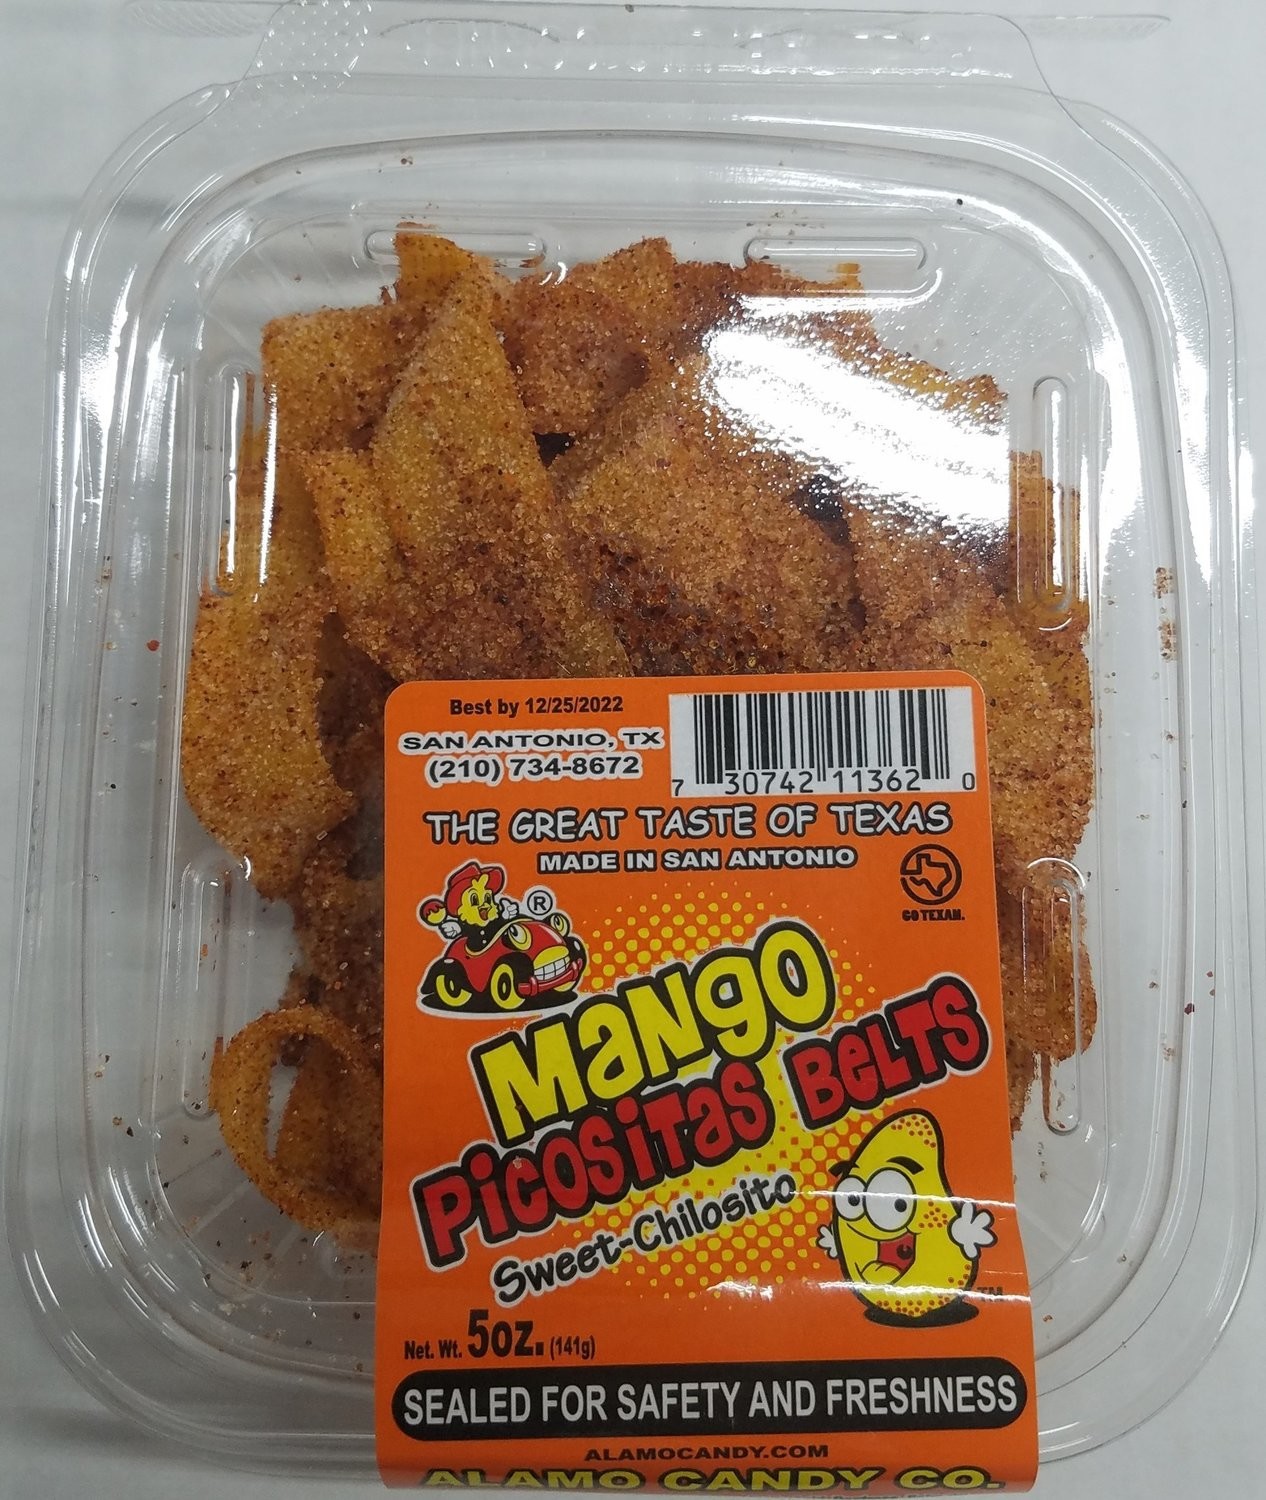 Best by 12/25/2022
SAN ANTONIO, TX
(210) 734-8672
7 30742 11362 0
THE GREAT TASTE OF TEXAS
MADE IN SAN ANTONIO
®
GO TEXAN.
MaNgo
PicOSiTaS BeLTS
Sweet-Chilosito
TM
Net. Wt. 5oz. (141g)
SEALED FOR SAFETY AND FRESHNESS
ALAMOCANDY.COM
ALAMO CANDY CO.